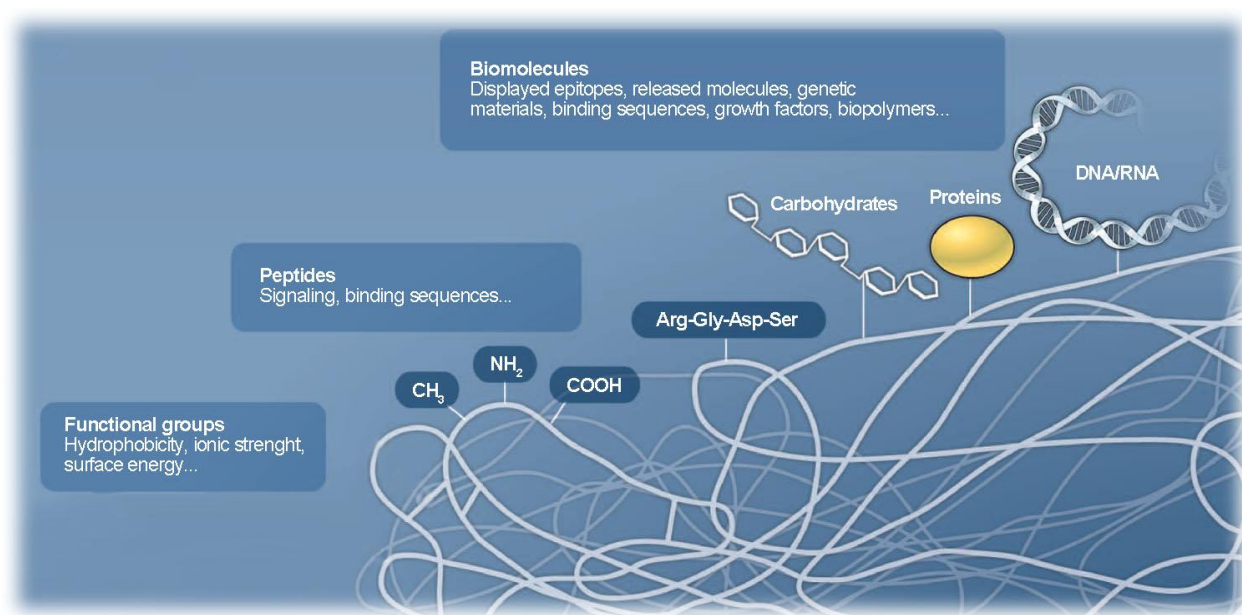 Biomolecules
Displayed epitopes, released molecules, genetic
materials, binding sequences, growth factors, biopolymers...
DNA/RNA
Proteins
Carbohydrates
Peptides
Signaling, binding sequences...
Arg-Gly-Asp-Ser
NH₂
CH₃
COOH
Functional groups
Hydrophobicity, ionic strenght,
surface energy...